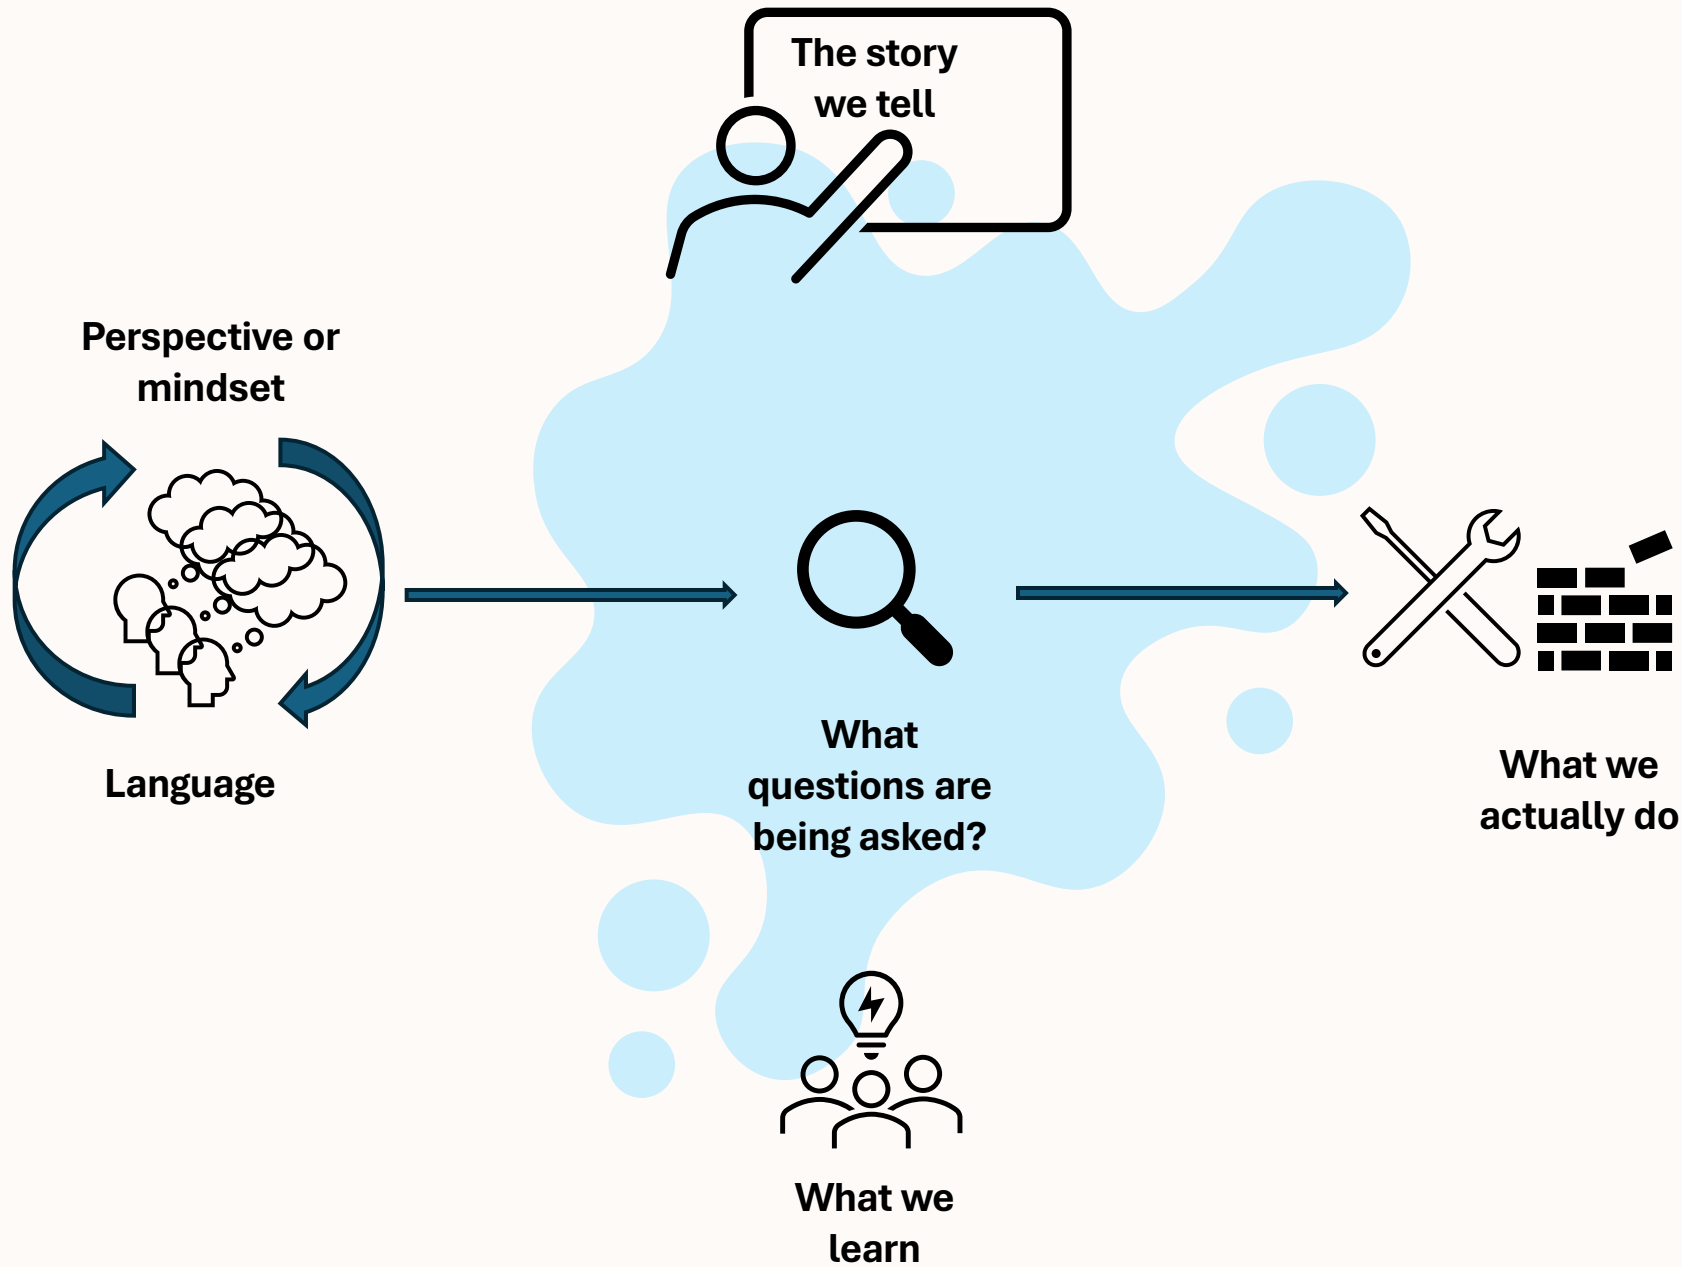 The story
we tell
Perspective or
mindset
Language
What
questions are
being asked?
What we
actually do
What we
learn